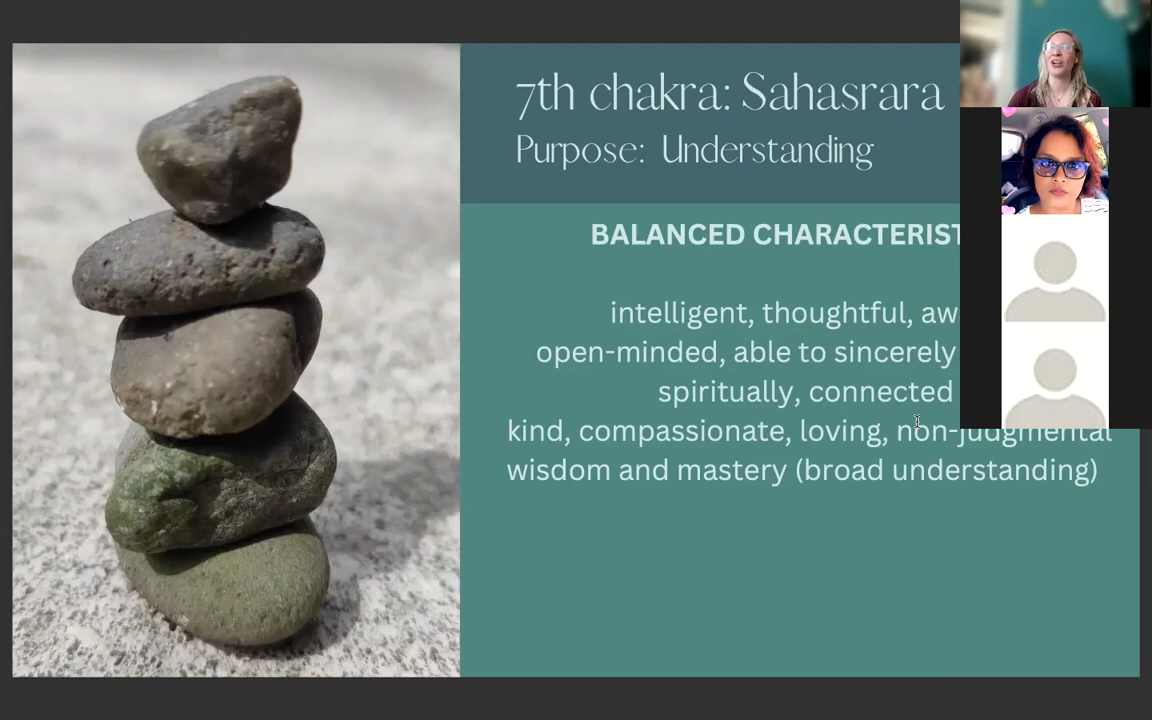 7th chakra: Sahasrara
Purpose: Understanding
BALANCED CHARACTERIST
intelligent, thoughtful, aw
open-minded, able to sincerely
spiritually, connected
kind, compassionate, loving, non-judgmental
wisdom and mastery (broad understanding)